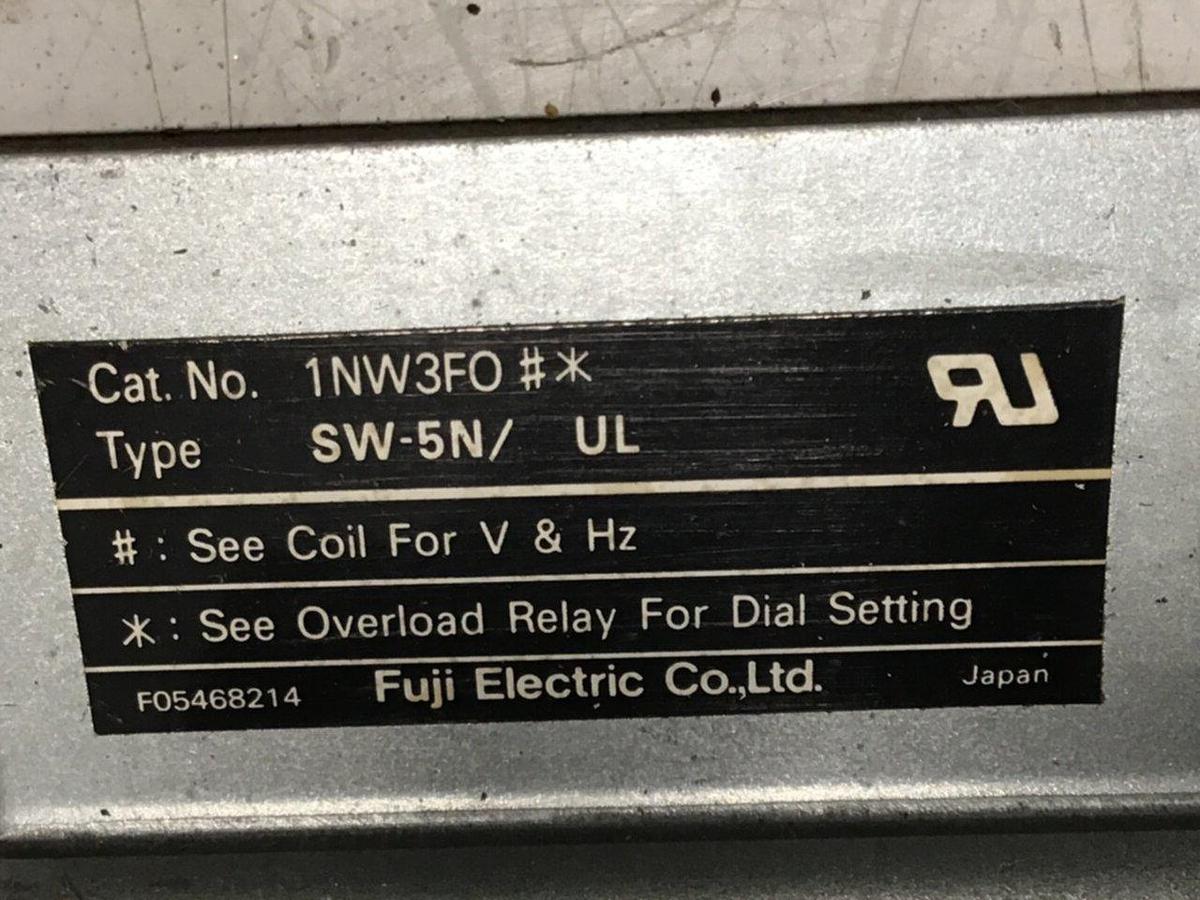 Cat. No. 1NW3FO #*
Type SW-5N/ UL
# : See Coil For V & Hz
* : See Overload Relay For Dial Setting
F05468214 Fuji Electric Co.,Ltd. Japan